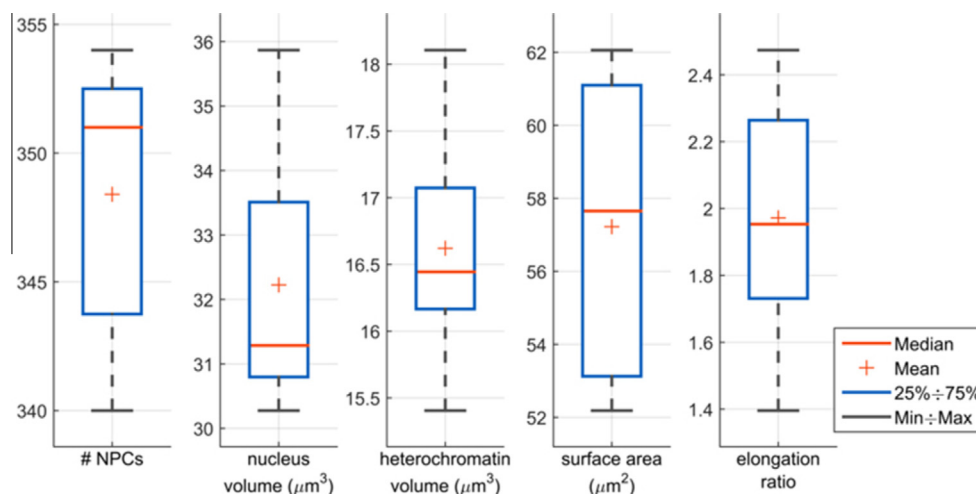 355
350
345
340
# NPCs
36
35
34
33
32
31
30
nucleus
volume (μm³)
18
17.5
17
16.5
16
15.5
heterochromatin
volume (μm³)
62
60
58
56
54
52
surface area
(μm²)
2.4
2.2
2
1.8
1.6
1.4
elongation
ratio
Median
Mean
25%÷75%
Min÷Max